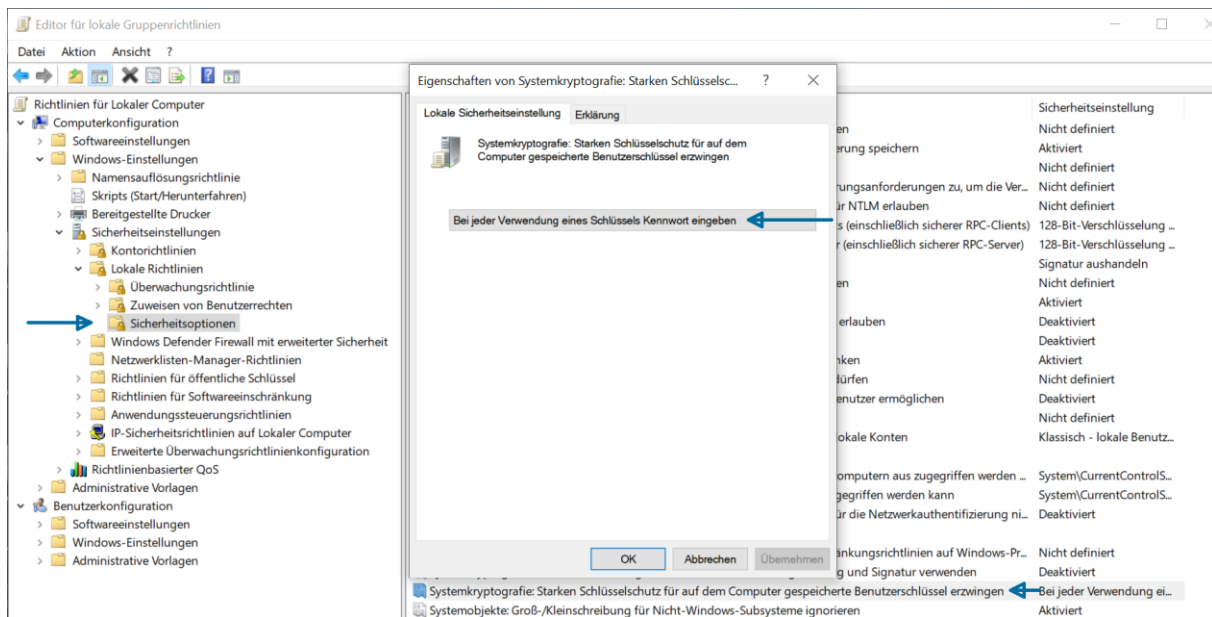 Editor für lokale Gruppenrichtlinien
Datei Aktion Ansicht ?
Richtlinien für Lokaler Computer
Computerkonfiguration
Softwareeinstellungen
Windows-Einstellungen
Namensauflösungsrichtlinie
Skripts (Start/Herunterfahren)
Bereitgestellte Drucker
Sicherheitseinstellungen
Kontorichtlinien
Lokale Richtlinien
Überwachungsrichtlinie
Zuweisen von Benutzerrechten
Sicherheitsoptionen
Windows Defender Firewall mit erweiterter Sicherheit
Netzwerklisten-Manager-Richtlinien
Richtlinien für öffentliche Schlüssel
Richtlinien für Softwareeinschränkung
Anwendungssteuerungsrichtlinien
IP-Sicherheitsrichtlinien auf Lokaler Computer
Erweiterte Überwachungsrichtlinienkonfiguration
Richtlinienbasierter QoS
Administrative Vorlagen
Benutzerkonfiguration
Softwareeinstellungen
Windows-Einstellungen
Administrative Vorlagen
Eigenschaften von Systemkryptografie: Starken Schlüsselsc... ?
Lokale Sicherheitseinstellung Erklärung
Systemkryptografie: Starken Schlüsselschutz für auf dem
Computer gespeicherte Benutzerschlüssel erzwingen
Bei jeder Verwendung eines Schlüssels Kennwort eingeben
OK Abbrechen Übernehmen
Sicherheitseinstellung
en Nicht definiert
erung speichern Aktiviert
Nicht definiert
rungsanforderungen zu, um die Ver... Nicht definiert
ür NTLM erlauben Nicht definiert
s (einschließlich sicherer RPC-Clients) 128-Bit-Verschlüsselung ...
r (einschließlich sicherer RPC-Server) 128-Bit-Verschlüsselung ...
Signatur aushandeln
en Nicht definiert
Aktiviert
erlauben Deaktiviert
Deaktiviert
nken Aktiviert
dürfen Nicht definiert
enutzer ermöglichen Deaktiviert
Nicht definiert
okale Konten Klassisch - lokale Benutz...
omputern aus zugegriffen werden ... System\CurrentControlS...
gegriffen werden kann System\CurrentControlS...
ür die Netzwerkauthentifizierung ni... Deaktiviert
änkungsrichtlinien auf Windows-Pr... Nicht definiert
g und Signatur verwenden Deaktiviert
Systemkryptografie: Starken Schlüsselschutz für auf dem Computer gespeicherte Benutzerschlüssel erzwingen Bei jeder Verwendung ei...
Systemobjekte: Groß-/Kleinschreibung für Nicht-Windows-Subsysteme ignorieren Aktiviert